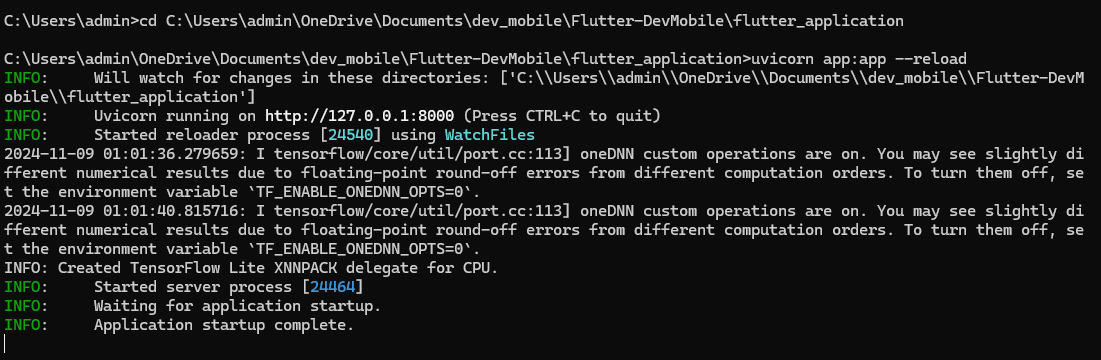 C:\Users\admin>cd C:\Users\admin\OneDrive\Documents\dev_mobile\Flutter-DevMobile\flutter_application
C:\Users\admin\OneDrive\Documents\dev_mobile\Flutter-DevMobile\flutter_application>uvicorn app:app --reload
INFO:     Will watch for changes in these directories: ['C:\\Users\\admin\\OneDrive\\Documents\\dev_mobile\\Flutter-DevM
obile\\flutter_application']
INFO:     Uvicorn running on http://127.0.0.1:8000 (Press CTRL+C to quit)
INFO:     Started reloader process [24540] using WatchFiles
2024-11-09 01:01:36.279659: I tensorflow/core/util/port.cc:113] oneDNN custom operations are on. You may see slightly di
fferent numerical results due to floating-point round-off errors from different computation orders. To turn them off, se
t the environment variable `TF_ENABLE_ONEDNN_OPTS=0`.
2024-11-09 01:01:40.815716: I tensorflow/core/util/port.cc:113] oneDNN custom operations are on. You may see slightly di
fferent numerical results due to floating-point round-off errors from different computation orders. To turn them off, se
t the environment variable `TF_ENABLE_ONEDNN_OPTS=0`.
INFO: Created TensorFlow Lite XNNPACK delegate for CPU.
INFO:     Started server process [24464]
INFO:     Waiting for application startup.
INFO:     Application startup complete.